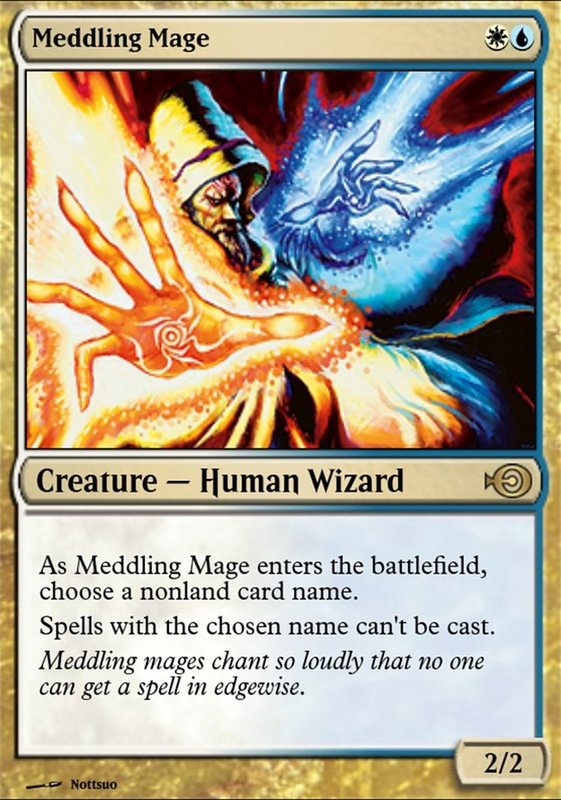 Meddling Mage
Creature — Human Wizard
As Meddling Mage enters the battlefield,
choose a nonland card name.
Spells with the chosen name can't be cast.
Meddling mages chant so loudly that no one
can get a spell in edgewise.
2/2
Nottsuo